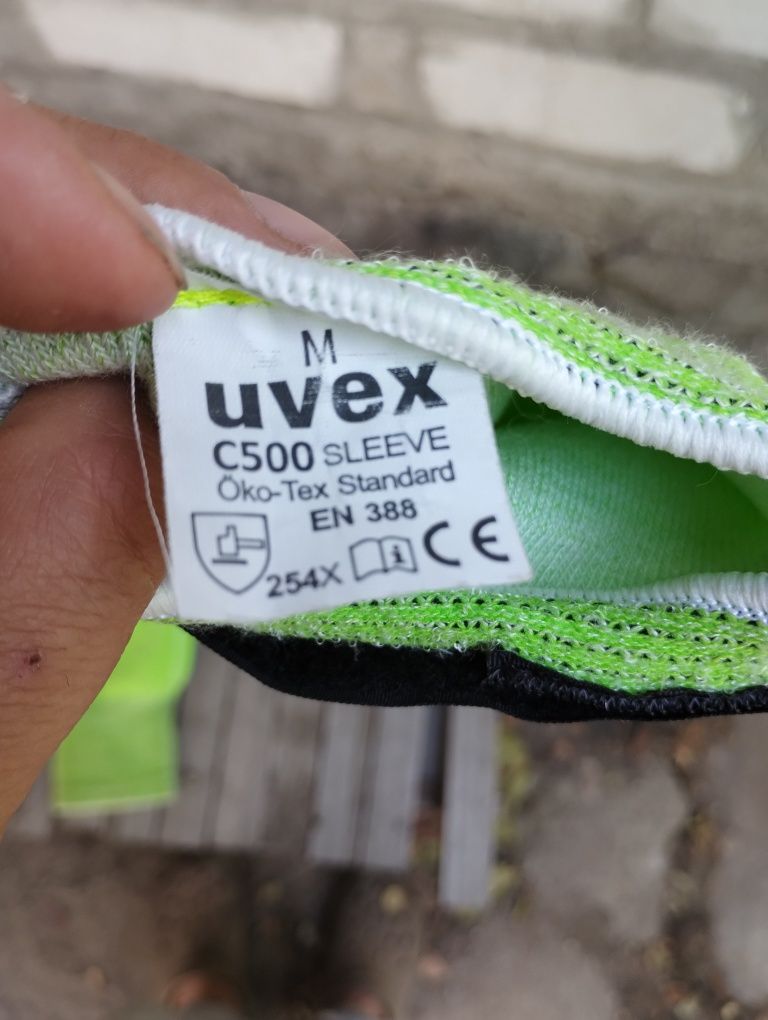 M
uvex
C500 SLEEVE
Öko-Tex Standard
EN 388
254X
CE